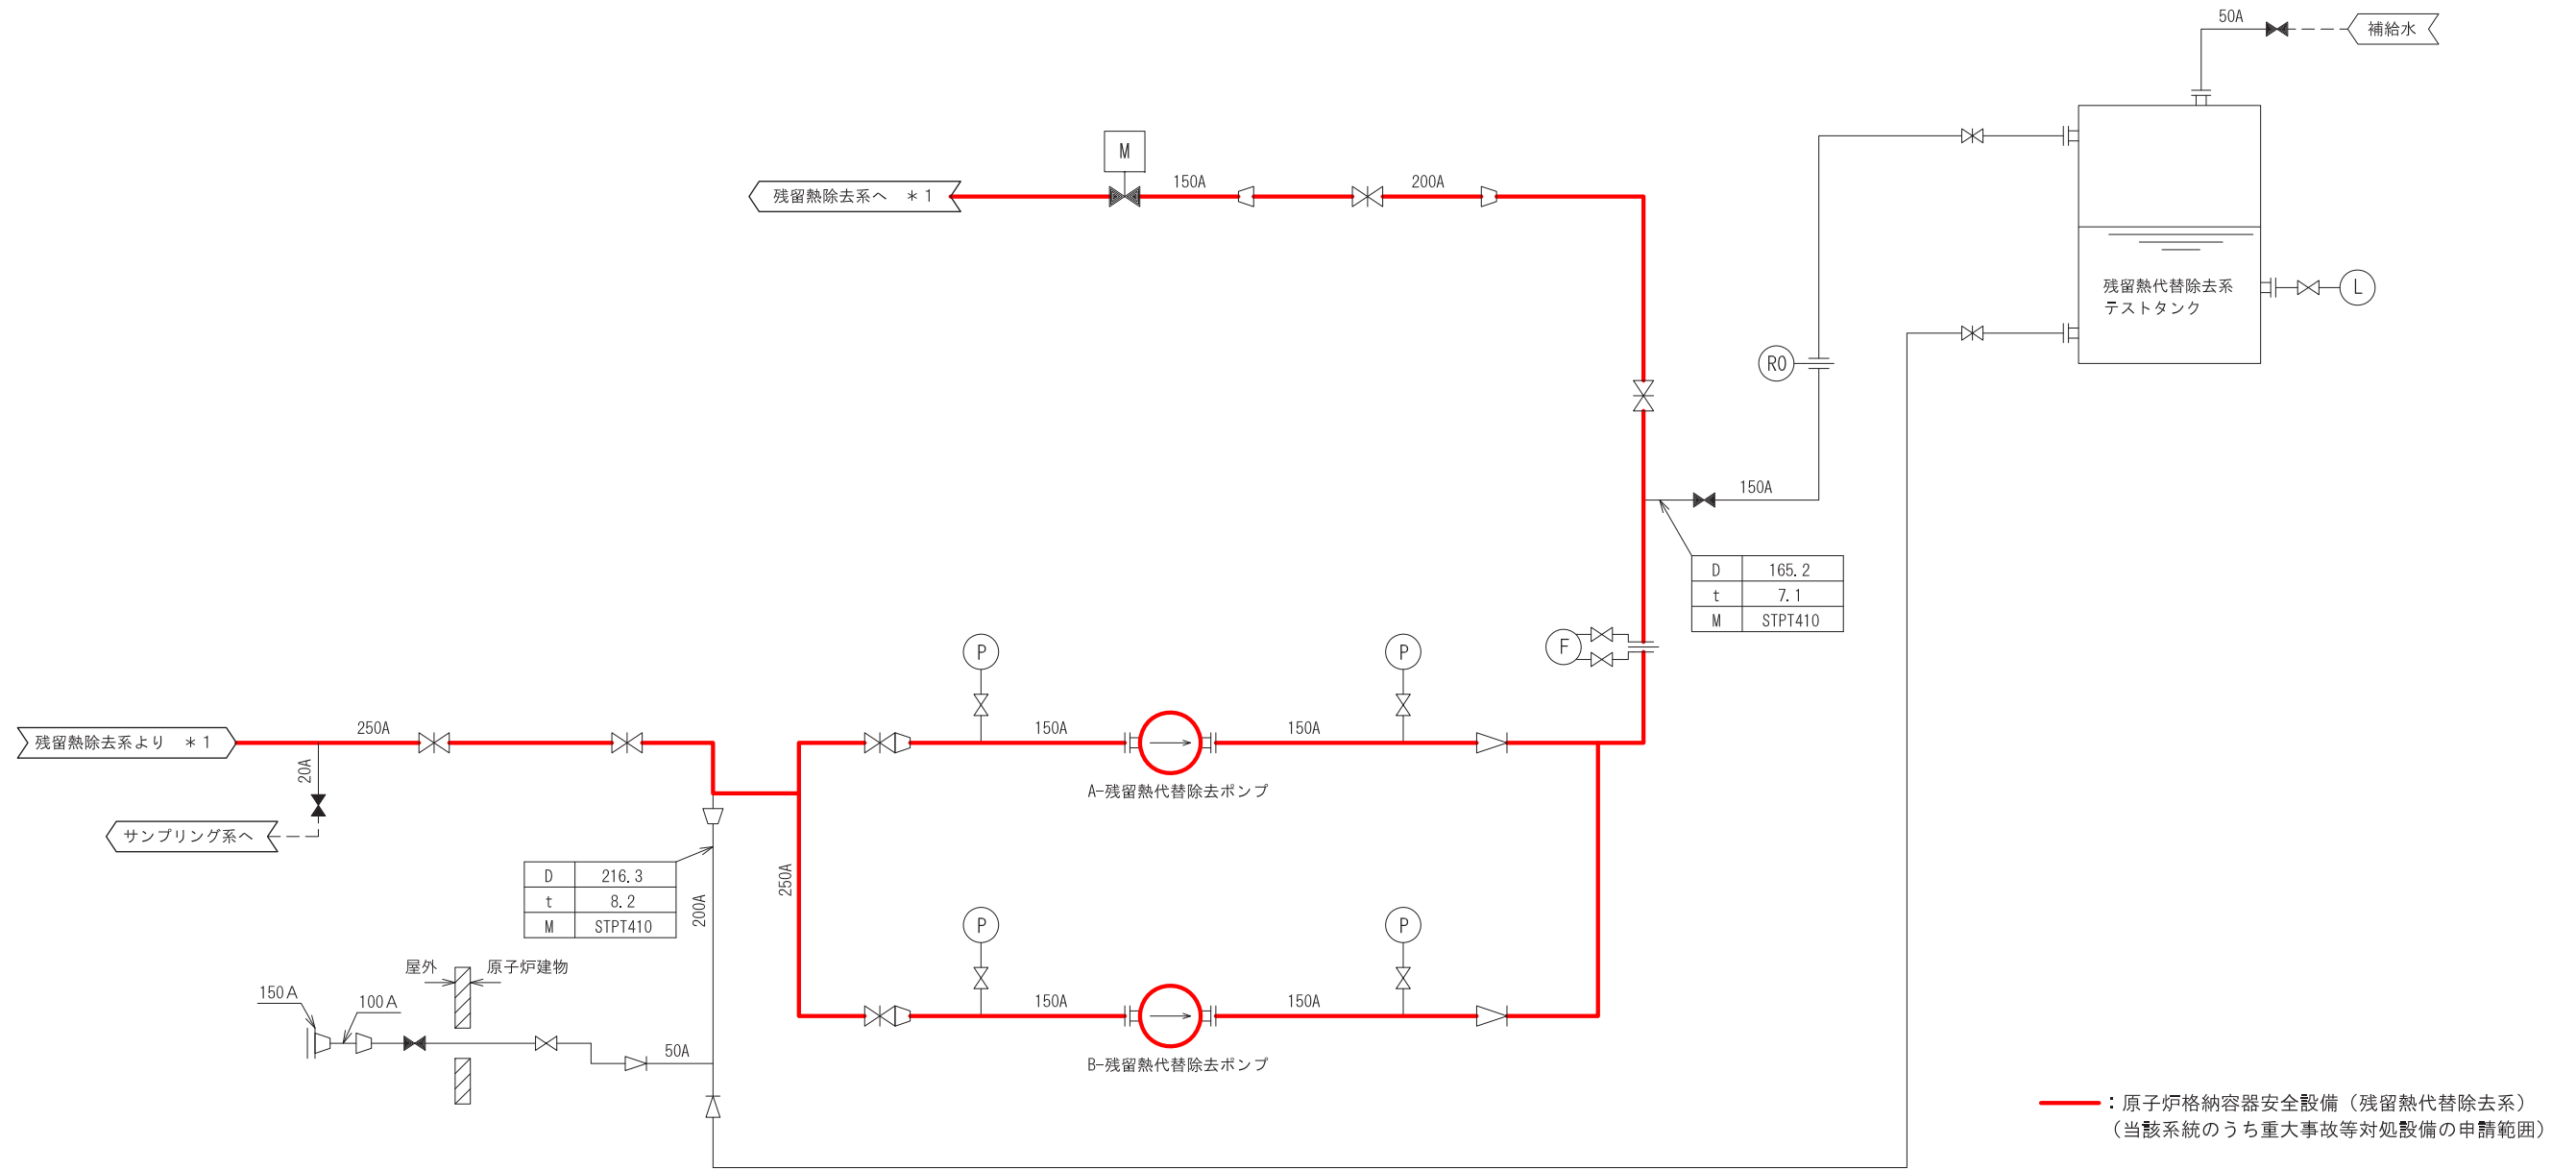 50A
補給水
M
残留熱除去系へ ＊1
150A
200A
残留熱代替除去系
テストタンク
L
RO
150A
D 165.2
t 7.1
M STPT410
F
P
P
残留熱除去系より ＊1
250A
150A
150A
20A
A-残留熱代替除去ポンプ
サンプリング系へ
D 216.3
t 8.2
M STPT410
200A
250A
P
P
屋外
原子炉建物
150A
100A
150A
150A
50A
B-残留熱代替除去ポンプ
：原子炉格納容器安全設備（残留熱代替除去系）
（当該系統のうち重大事故等対処設備の申請範囲）